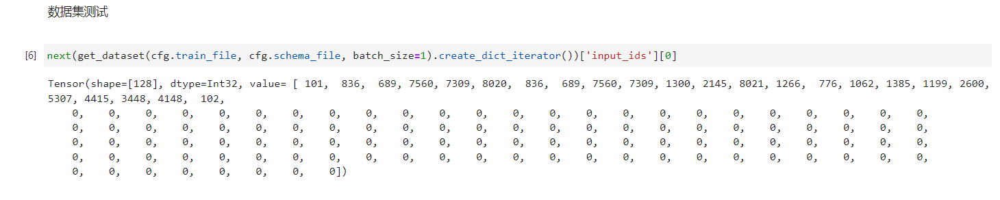 数据集测试
[6] next(get_dataset(cfg.train_file, cfg.schema_file, batch_size=1).create_dict_iterator())['input_ids'][0]
Tensor(shape=[128], dtype=Int32, value= [ 101, 836, 689, 7560, 7309, 8020, 836, 689, 7560, 7309, 1300, 2145, 8021, 1266, 776, 1062, 1385, 1199, 2600,
5307, 4415, 3448, 4148, 102,
0, 0, 0, 0, 0, 0, 0, 0, 0, 0, 0, 0, 0, 0, 0, 0, 0, 0, 0, 0, 0, 0, 0, 0,
0, 0, 0, 0, 0, 0, 0, 0, 0, 0, 0, 0, 0, 0, 0, 0, 0, 0, 0, 0, 0, 0, 0, 0,
0, 0, 0, 0, 0, 0, 0, 0, 0, 0, 0, 0, 0, 0, 0, 0, 0, 0, 0, 0, 0, 0, 0, 0,
0, 0, 0, 0, 0, 0, 0, 0, 0, 0, 0, 0, 0, 0, 0, 0, 0, 0, 0, 0, 0, 0, 0, 0,
0, 0, 0, 0, 0, 0, 0, 0])